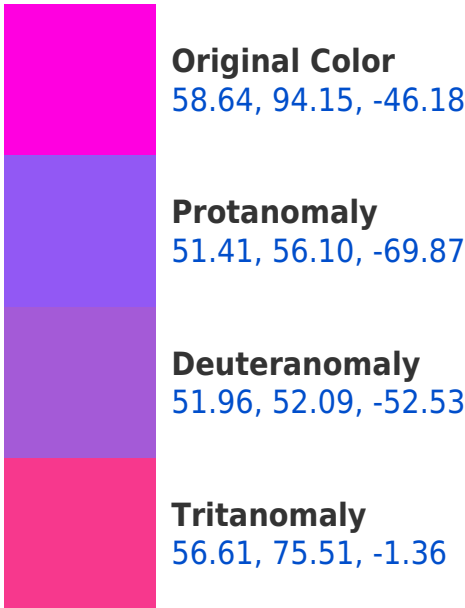 Original Color
58.64, 94.15, -46.18
Protanomaly
51.41, 56.10, -69.87
Deuteranomaly
51.96, 52.09, -52.53
Tritanomaly
56.61, 75.51, -1.36